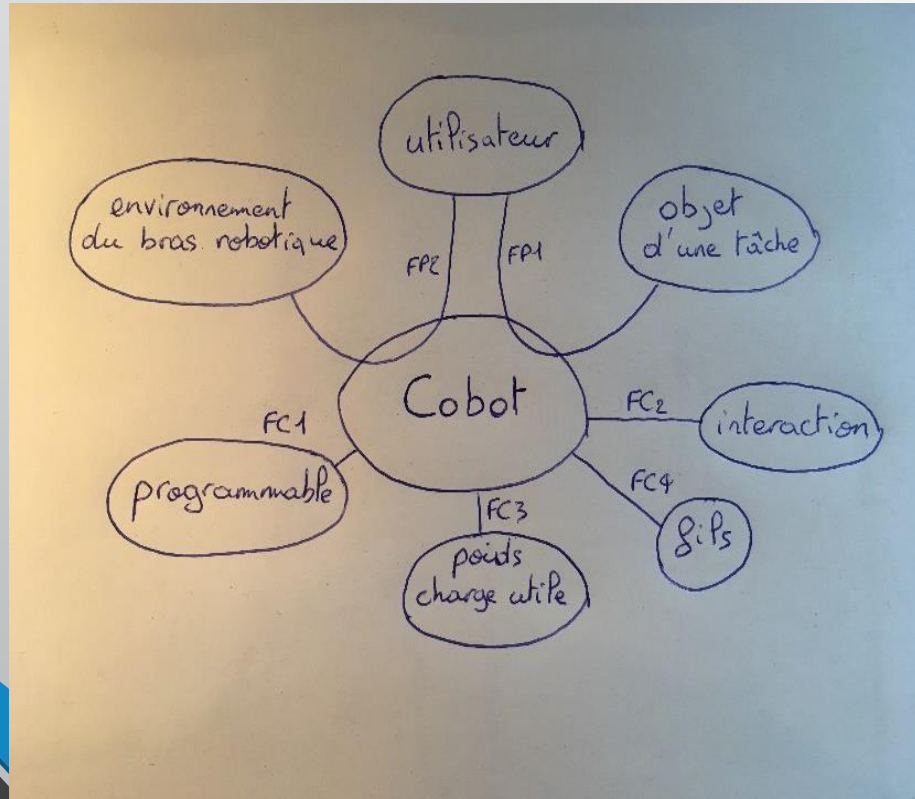 utilisateur
environnement
du bras robotique
objet
d'une tâche
FP2
FP1
Cobot
FC1
FC2
interaction
programmable
FC4
FC3
fils
poids
charge utile